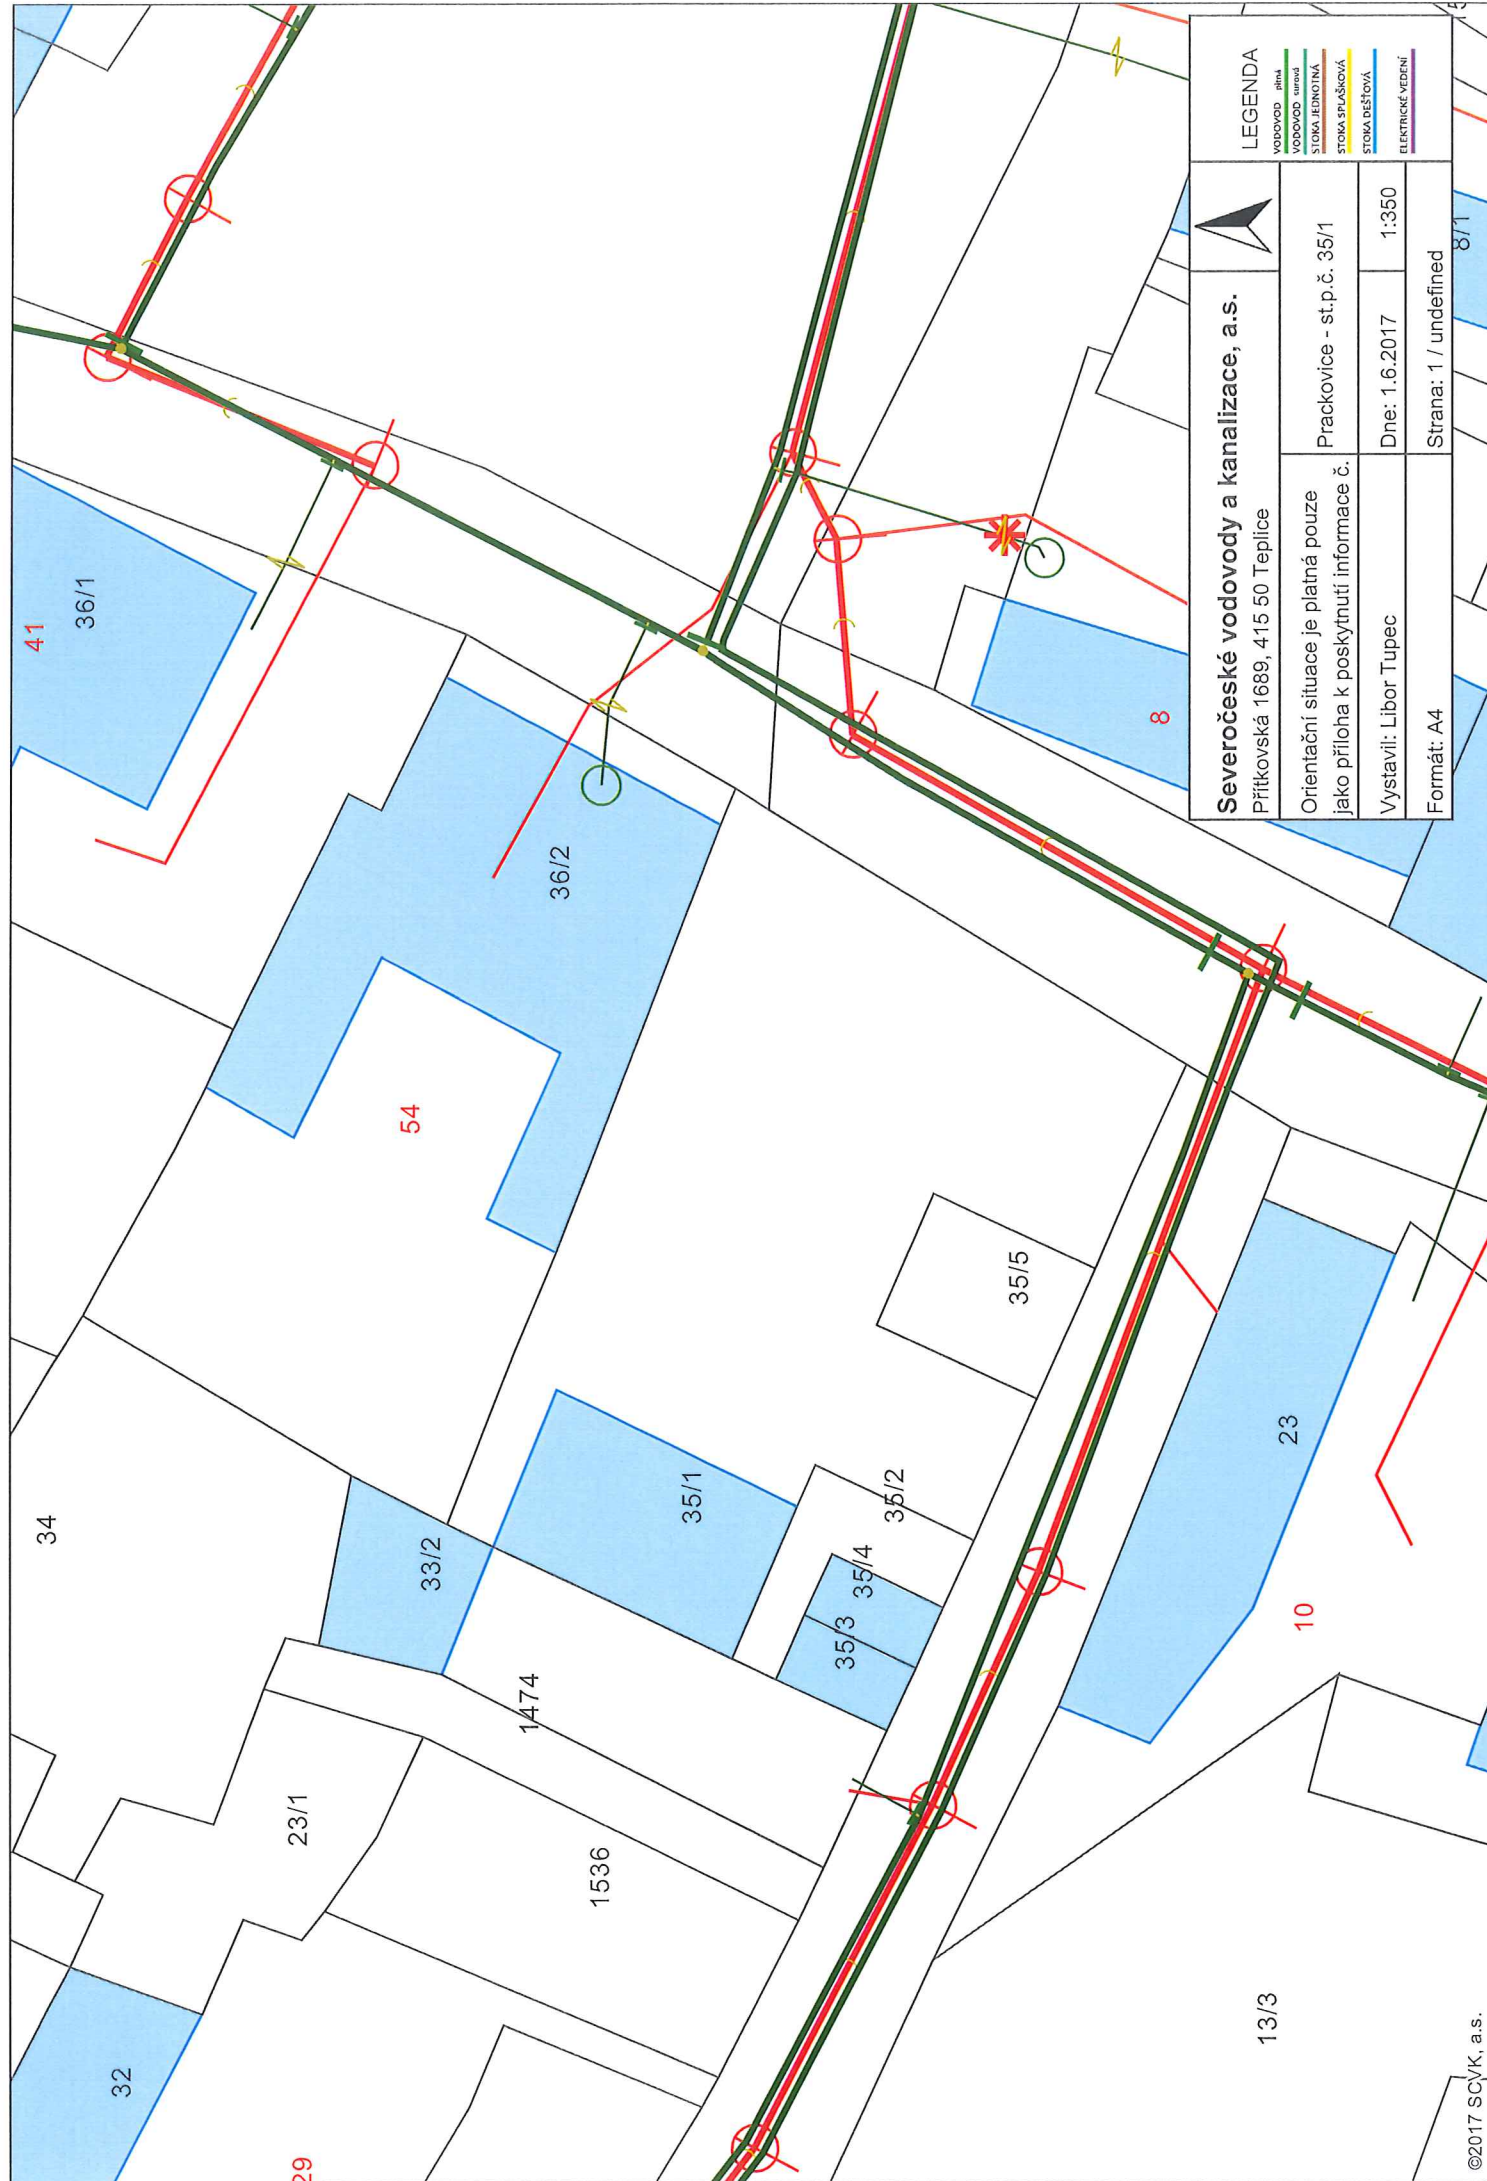 41
36/1
36/2
54
34
33/2
35/1
35/2
35/4
35/3
35/5
1474
23/1
1536
32
29
23
10
13/3
8
8/1
Severočeské vodovody a kanalizace, a.s.
Přítkovská 1689, 415 50 Teplice
Orientační situace je platná pouze
jako příloha k poskytnutí informace č.
Prackovice - st.p.č. 35/1
Vystavil: Libor Tupec
Dne: 1.6.2017
1:350
Formát: A4
Strana: 1 / undefined
LEGENDA
VODOVOD pitná
VODOVOD surová
STOKA JEDNOTNÁ
STOKA SPLAŠKOVÁ
STOKA DEŠŤOVÁ
ELEKTRICKÉ VEDENÍ
©2017 SČVK, a.s.